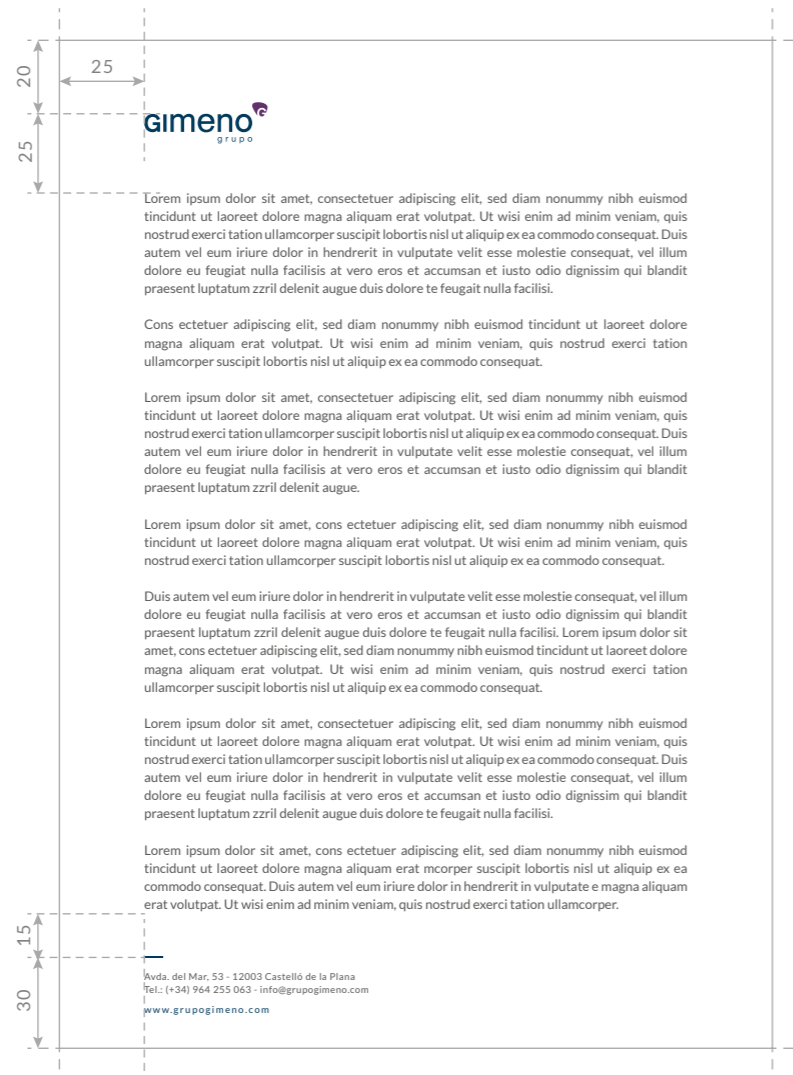 20
25
GIMENO G
grupo
25
Lorem ipsum dolor sit amet, consectetuer adipiscing elit, sed diam nonummy nibh euismod
tincidunt ut laoreet dolore magna aliquam erat volutpat. Ut wisi enim ad minim veniam, quis
nostrud exerci tation ullamcorper suscipit lobortis nisl ut aliquip ex ea commodo consequat. Duis
autem vel eum iriure dolor in hendrerit in vulputate velit esse molestie consequat, vel illum
dolore eu feugiat nulla facilisis at vero eros et accumsan et iusto odio dignissim qui blandit
praesent luptatum zzril delenit augue duis dolore te feugait nulla facilisi.
Cons ectetuer adipiscing elit, sed diam nonummy nibh euismod tincidunt ut laoreet dolore
magna aliquam erat volutpat. Ut wisi enim ad minim veniam, quis nostrud exerci tation
ullamcorper suscipit lobortis nisl ut aliquip ex ea commodo consequat.
Lorem ipsum dolor sit amet, consectetuer adipiscing elit, sed diam nonummy nibh euismod
tincidunt ut laoreet dolore magna aliquam erat volutpat. Ut wisi enim ad minim veniam, quis
nostrud exerci tation ullamcorper suscipit lobortis nisl ut aliquip ex ea commodo consequat. Duis
autem vel eum iriure dolor in hendrerit in vulputate velit esse molestie consequat, vel illum
dolore eu feugiat nulla facilisis at vero eros et accumsan et iusto odio dignissim qui blandit
praesent luptatum zzril delenit augue.
Lorem ipsum dolor sit amet, cons ectetuer adipiscing elit, sed diam nonummy nibh euismod
tincidunt ut laoreet dolore magna aliquam erat volutpat. Ut wisi enim ad minim veniam, quis
nostrud exerci tation ullamcorper suscipit lobortis nisl ut aliquip ex ea commodo consequat.
Duis autem vel eum iriure dolor in hendrerit in vulputate velit esse molestie consequat, vel illum
dolore eu feugiat nulla facilisis at vero eros et accumsan et iusto odio dignissim qui blandit
praesent luptatum zzril delenit augue duis dolore te feugait nulla facilisi. Lorem ipsum dolor sit
amet, cons ectetuer adipiscing elit, sed diam nonummy nibh euismod tincidunt ut laoreet dolore
magna aliquam erat volutpat. Ut wisi enim ad minim veniam, quis nostrud exerci tation
ullamcorper suscipit lobortis nisl ut aliquip ex ea commodo consequat.
Lorem ipsum dolor sit amet, consectetuer adipiscing elit, sed diam nonummy nibh euismod
tincidunt ut laoreet dolore magna aliquam erat volutpat. Ut wisi enim ad minim veniam, quis
nostrud exerci tation ullamcorper suscipit lobortis nisl ut aliquip ex ea commodo consequat. Duis
autem vel eum iriure dolor in hendrerit in vulputate velit esse molestie consequat, vel illum
dolore eu feugiat nulla facilisis at vero eros et accumsan et iusto odio dignissim qui blandit
praesent luptatum zzril delenit augue duis dolore te feugait nulla facilisi.
Lorem ipsum dolor sit amet, cons ectetuer adipiscing elit, sed diam nonummy nibh euismod
tincidunt ut laoreet dolore magna aliquam erat mcorper suscipit lobortis nisl ut aliquip ex ea
commodo consequat. Duis autem vel eum iriure dolor in hendrerit in vulputate e magna aliquam
erat volutpat. Ut wisi enim ad minim veniam, quis nostrud exerci tation ullamcorper.
15
30
Avda. del Mar, 53 - 12003 Castelló de la Plana
Tel.: (+34) 964 255 063 - info@grupogimeno.com
www.grupogimeno.com